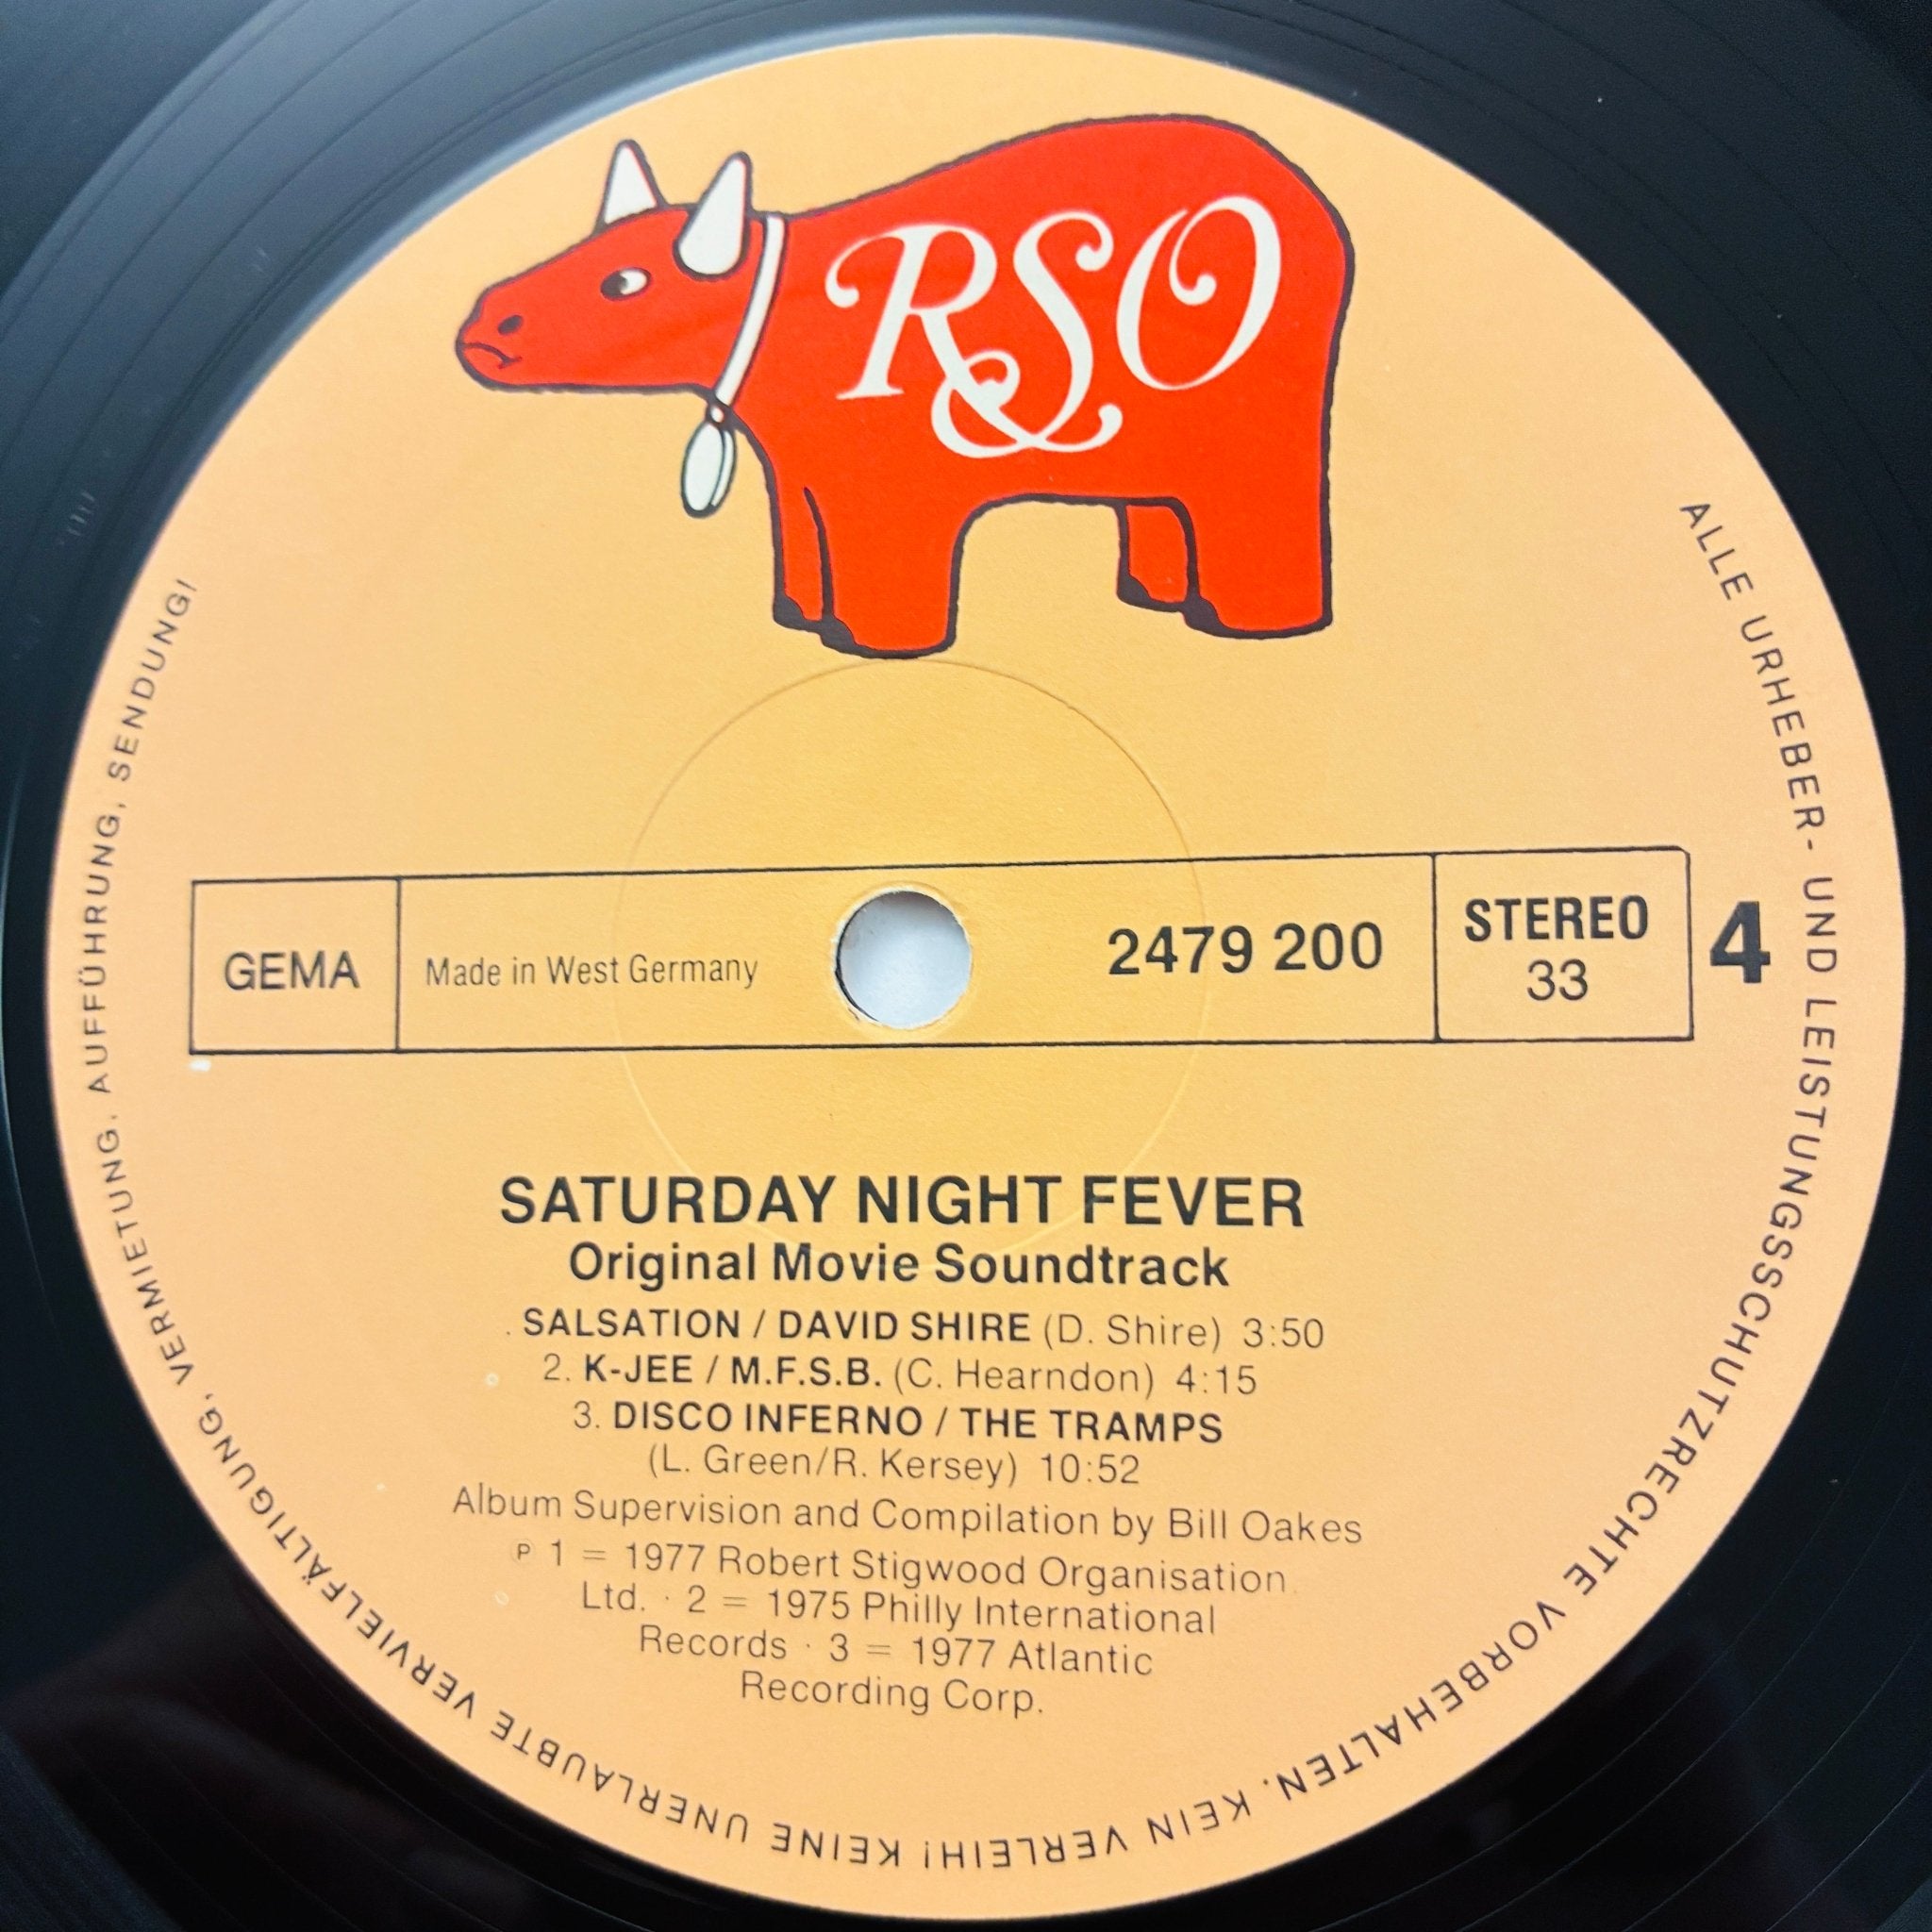 RSO
GEMA
Made in West Germany
2479 200
STEREO
33
4
SATURDAY NIGHT FEVER
Original Movie Soundtrack
. SALSATION / DAVID SHIRE (D. Shire) 3:50
2. K-JEE / M.F.S.B. (C. Hearndon) 4:15
3. DISCO INFERNO / THE TRAMPS
(L. Green/R. Kersey) 10:52
Album Supervision and Compilation by Bill Oakes
℗ 1 = 1977 Robert Stigwood Organisation
Ltd. · 2 = 1975 Philly International
Records · 3 = 1977 Atlantic
Recording Corp.
ALLE URHEBER- UND LEISTUNGSSCHUTZRECHTE VORBEHALTEN. KEIN VERLEIH! KEINE UNERLAUBTE VERVIELFÄLTIGUNG, VERMIETUNG, AUFFÜHRUNG, SENDUNG!